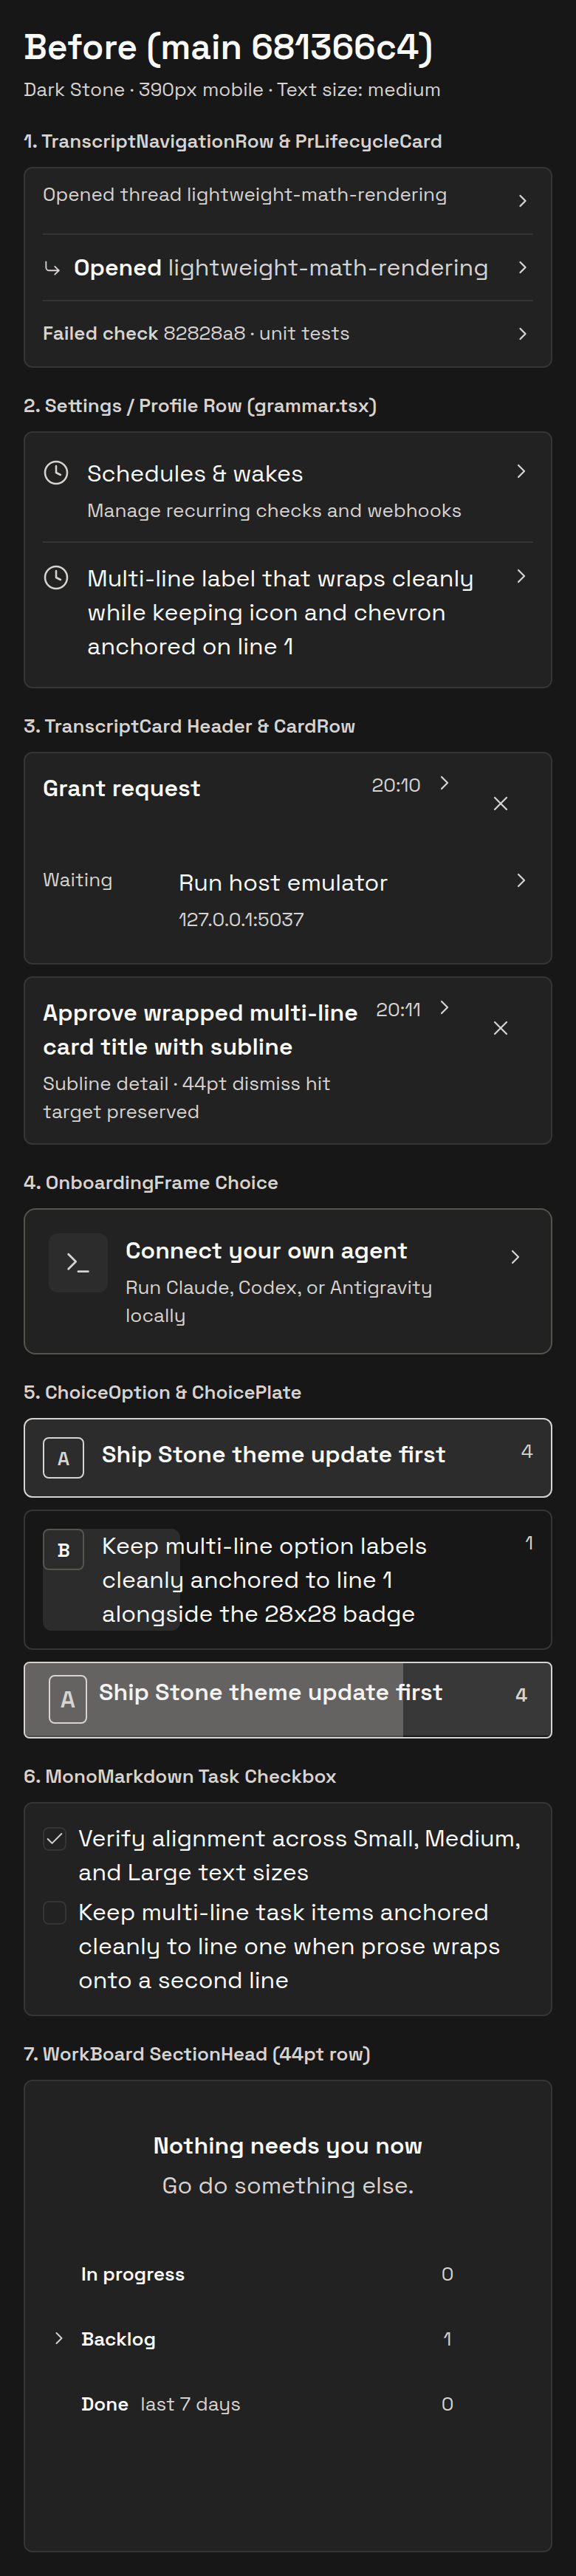 Before (main 681366c4)
Dark Stone · 390px mobile · Text size: medium
1. TranscriptNavigationRow & PrLifecycleCard
Opened thread lightweight-math-rendering
Opened lightweight-math-rendering
Failed check 82828a8 · unit tests
2. Settings / Profile Row (grammar.tsx)
Schedules & wakes
Manage recurring checks and webhooks
Multi-line label that wraps cleanly
while keeping icon and chevron
anchored on line 1
3. TranscriptCard Header & CardRow
Grant request 20:10
Waiting Run host emulator
127.0.0.1:5037
Approve wrapped multi-line 20:11
card title with subline
Subline detail · 44pt dismiss hit
target preserved
4. OnboardingFrame Choice
Connect your own agent
Run Claude, Codex, or Antigravity
locally
5. ChoiceOption & ChoicePlate
A Ship Stone theme update first 4
B Keep multi-line option labels 1
cleanly anchored to line 1
alongside the 28x28 badge
A Ship Stone theme update first 4
6. MonoMarkdown Task Checkbox
Verify alignment across Small, Medium,
and Large text sizes
Keep multi-line task items anchored
cleanly to line one when prose wraps
onto a second line
7. WorkBoard SectionHead (44pt row)
Nothing needs you now
Go do something else.
In progress 0
Backlog 1
Done last 7 days 0